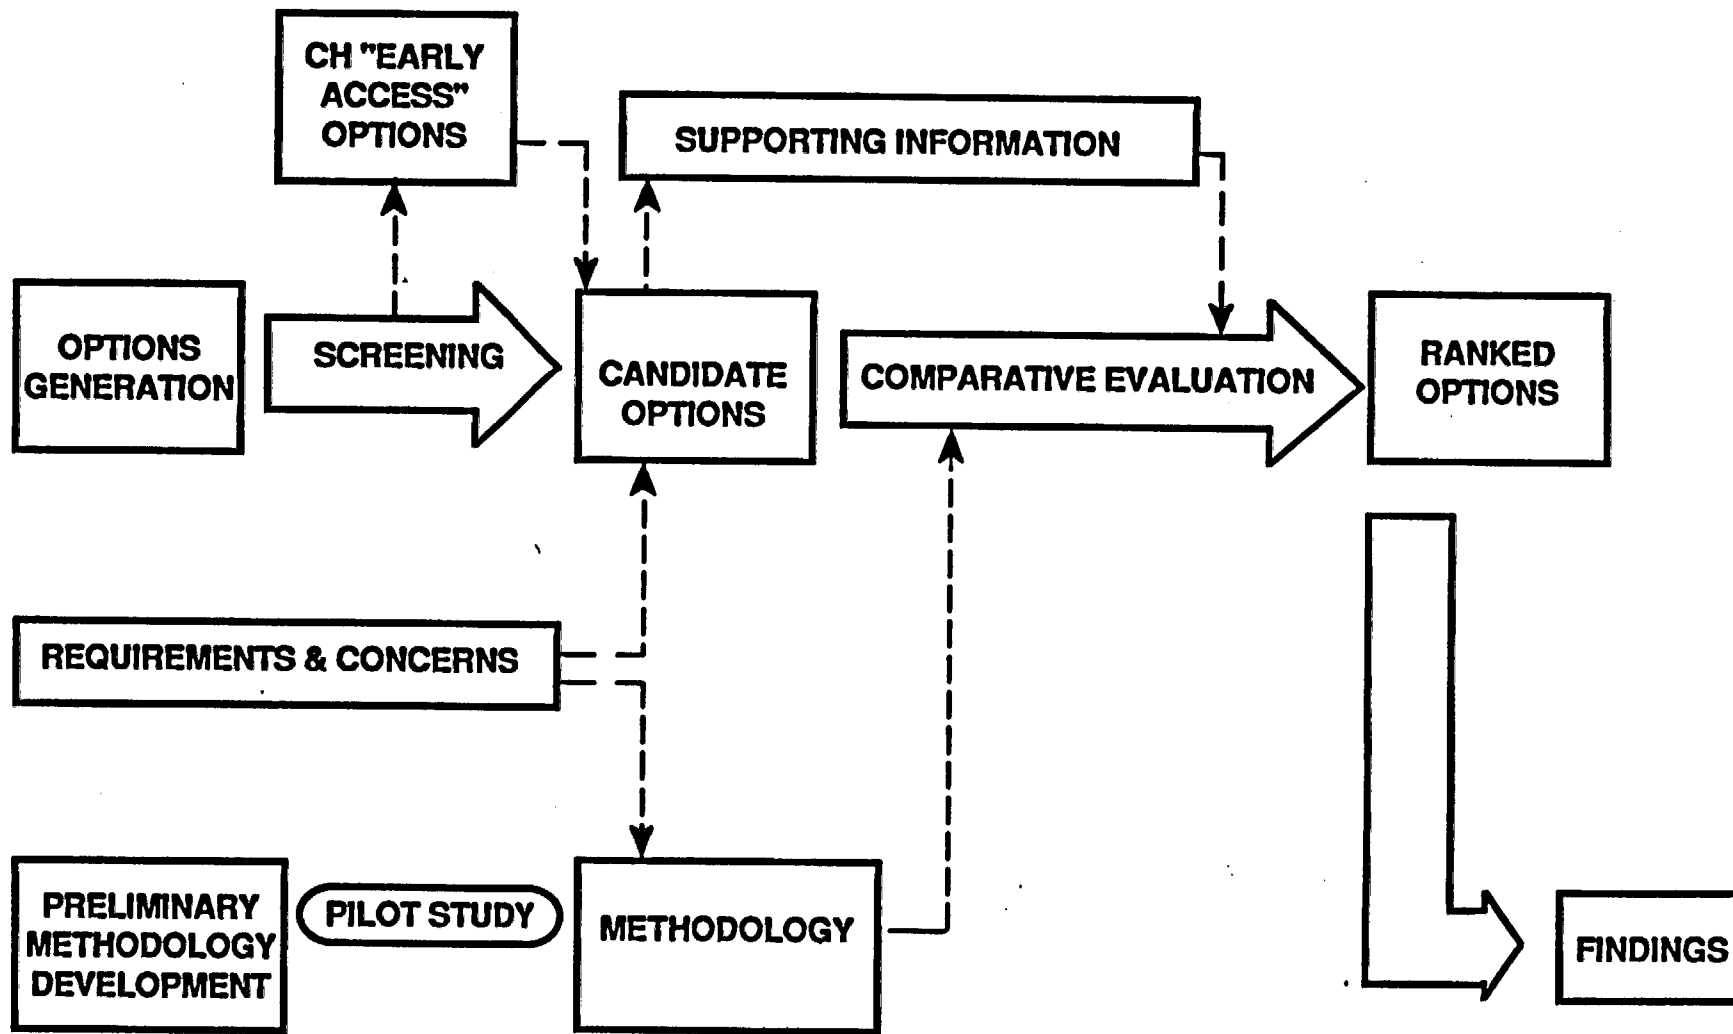 CH "EARLY
ACCESS"
OPTIONS
SUPPORTING INFORMATION
OPTIONS
GENERATION
SCREENING
CANDIDATE
OPTIONS
COMPARATIVE EVALUATION
RANKED
OPTIONS
REQUIREMENTS & CONCERNS
PRELIMINARY
METHODOLOGY
DEVELOPMENT
PILOT STUDY
METHODOLOGY
FINDINGS